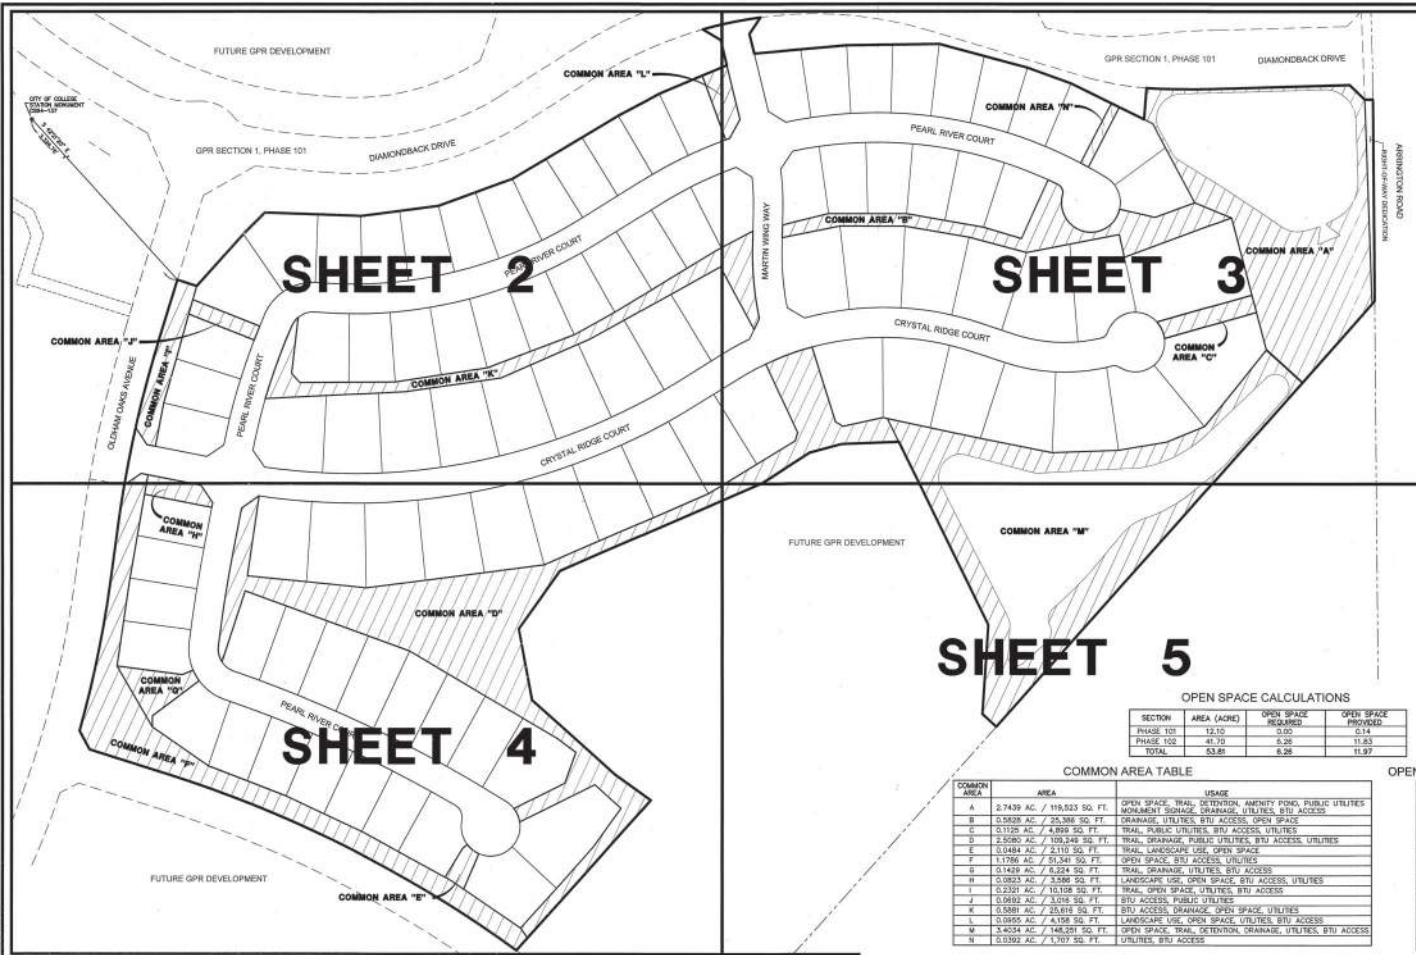 FUTURE GPR DEVELOPMENT
COMMON AREA "L"
GPR SECTION 1, PHASE 101
DIAMONDBACK DRIVE
CITY OF COLLEGE
STATION MONUMENT
COMMON AREA "N"
PEARL RIVER COURT
ARRINGTON ROAD
RIGHT-OF-WAY DEDICATION
GPR SECTION 1, PHASE 101
DIAMONDBACK DRIVE
COMMON AREA "B"
MARTIN WING WAY
PEARL RIVER COURT
COMMON AREA "A"
SHEET 2
SHEET 3
COMMON AREA "J"
COMMON AREA "I"
OLDHAM OAKS AVENUE
PEARL RIVER COURT
COMMON AREA "K"
CRYSTAL RIDGE COURT
COMMON
AREA "C"
CRYSTAL RIDGE COURT
COMMON
AREA "H"
COMMON AREA "M"
FUTURE GPR DEVELOPMENT
COMMON AREA "D"
SHEET 5
COMMON
AREA "G"
PEARL RIVER COURT
SHEET 4
COMMON AREA "F"
FUTURE GPR DEVELOPMENT
COMMON AREA "E"
OPEN SPACE CALCULATIONS
SECTION AREA (ACRE) OPEN SPACE REQUIRED OPEN SPACE PROVIDED
PHASE 101 12.10 0.00 0.14
PHASE 102 41.70 6.26 11.83
TOTAL 53.81 6.26 11.97
COMMON AREA TABLE
OPEN
COMMON AREA AREA USAGE
A 2.7439 AC. / 119,523 SQ. FT. OPEN SPACE, TRAIL, DETENTION, AMENITY POND, PUBLIC UTILITIES
MONUMENT SIGNAGE, DRAINAGE, UTILITIES, BTU ACCESS
B 0.5828 AC. / 25,386 SQ. FT. DRAINAGE, UTILITIES, BTU ACCESS, OPEN SPACE
C 0.1125 AC. / 4,899 SQ. FT. TRAIL, PUBLIC UTILITIES, BTU ACCESS, UTILITIES
D 2.5080 AC. / 109,249 SQ. FT. TRAIL, DRAINAGE, PUBLIC UTILITIES, BTU ACCESS, UTILITIES
E 0.0484 AC. / 2,110 SQ. FT. TRAIL, LANDSCAPE USE, OPEN SPACE
F 1.1786 AC. / 51,341 SQ. FT. OPEN SPACE, BTU ACCESS, UTILITIES
G 0.1429 AC. / 6,224 SQ. FT. TRAIL, DRAINAGE, UTILITIES, BTU ACCESS
H 0.0823 AC. / 3,586 SQ. FT. LANDSCAPE USE, OPEN SPACE, BTU ACCESS, UTILITIES
I 0.2321 AC. / 10,108 SQ. FT. TRAIL, OPEN SPACE, UTILITIES, BTU ACCESS
J 0.0692 AC. / 3,016 SQ. FT. BTU ACCESS, PUBLIC UTILITIES
K 0.5881 AC. / 25,616 SQ. FT. BTU ACCESS, DRAINAGE, OPEN SPACE, UTILITIES
L 0.0955 AC. / 4,158 SQ. FT. LANDSCAPE USE, OPEN SPACE, UTILITIES, BTU ACCESS
M 3.4034 AC. / 148,251 SQ. FT. OPEN SPACE, TRAIL, DETENTION, DRAINAGE, UTILITIES, BTU ACCESS
N 0.0392 AC. / 1,707 SQ. FT. UTILITIES, BTU ACCESS